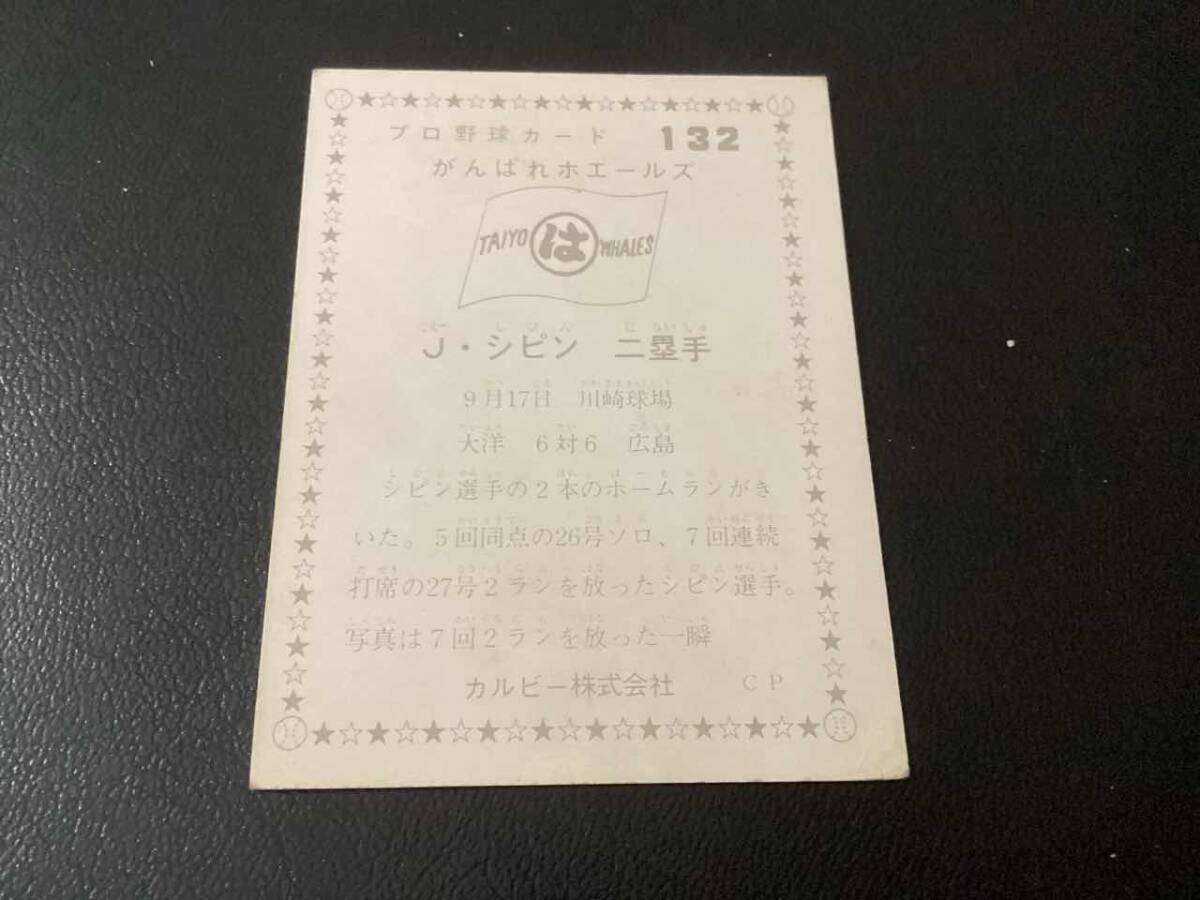 プロ野球カード 132
がんばれホエールズ
TAIYO は WHALES
J・シピン 二塁手
9月17日 川崎球場
大洋 6対6 広島
シピン選手の2本のホームランがき
いた。5回同点の26号ソロ、7回連続
打席の27号2ランを放ったシピン選手。
写真は7回2ランを放った一瞬
カルビー株式会社 CP